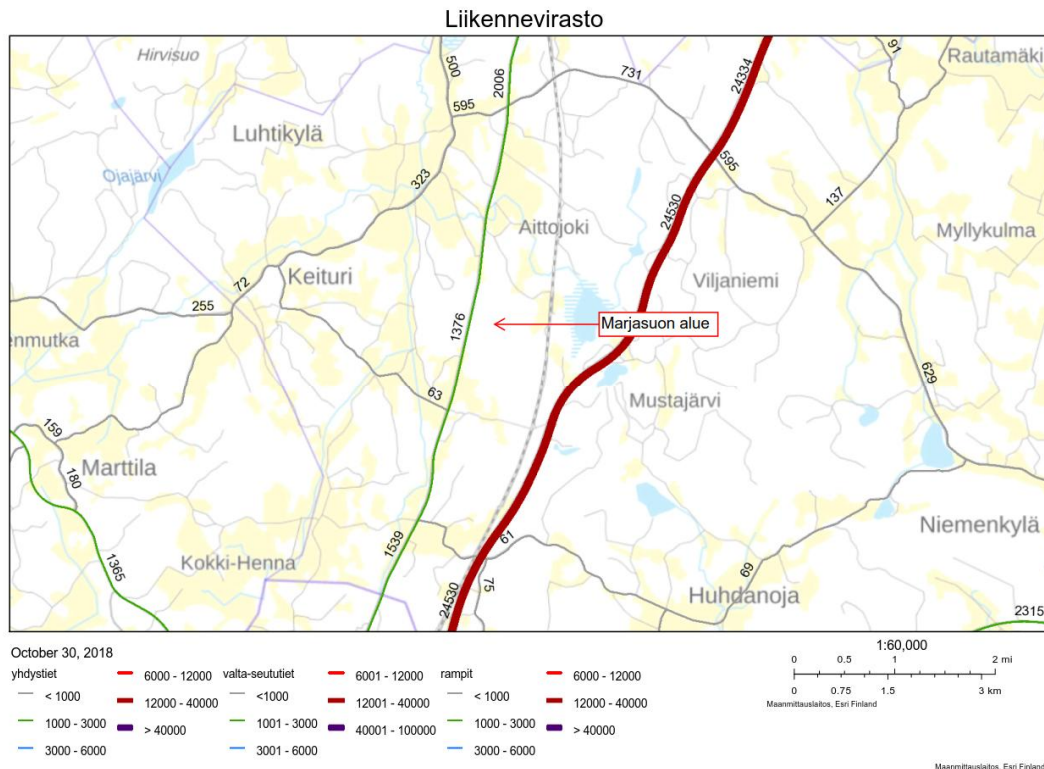 Liikennevirasto
Hirvisuo
500
2006
731
24334
91
Rautamäki
595
Luhtikylä
Ojajärvi
323
595
24530
137
Aittojoki
Myllykulma
Keituri
72
255
Viljaniemi
enmutka
1376
Marjasuon alue
63
629
Mustajärvi
159
Marttila
180
Niemenkylä
1539
61
Kokki-Henna
1365
75
69
24530
Huhdanoja
2315
October 30, 2018
1:60,000
0 0.5 1 2 mi
0 0.75 1.5 3 km
Maanmittauslaitos, Esri Finland
yhdystiet
< 1000
1000 - 3000
3000 - 6000
6000 - 12000
12000 - 40000
> 40000
valta-seututiet
<1000
1001 - 3000
3001 - 6000
6001 - 12000
12001 - 40000
40001 - 100000
rampit
< 1000
1000 - 3000
3000 - 6000
6000 - 12000
12000 - 40000
> 40000
Maanmittauslaitos, Esri Finland